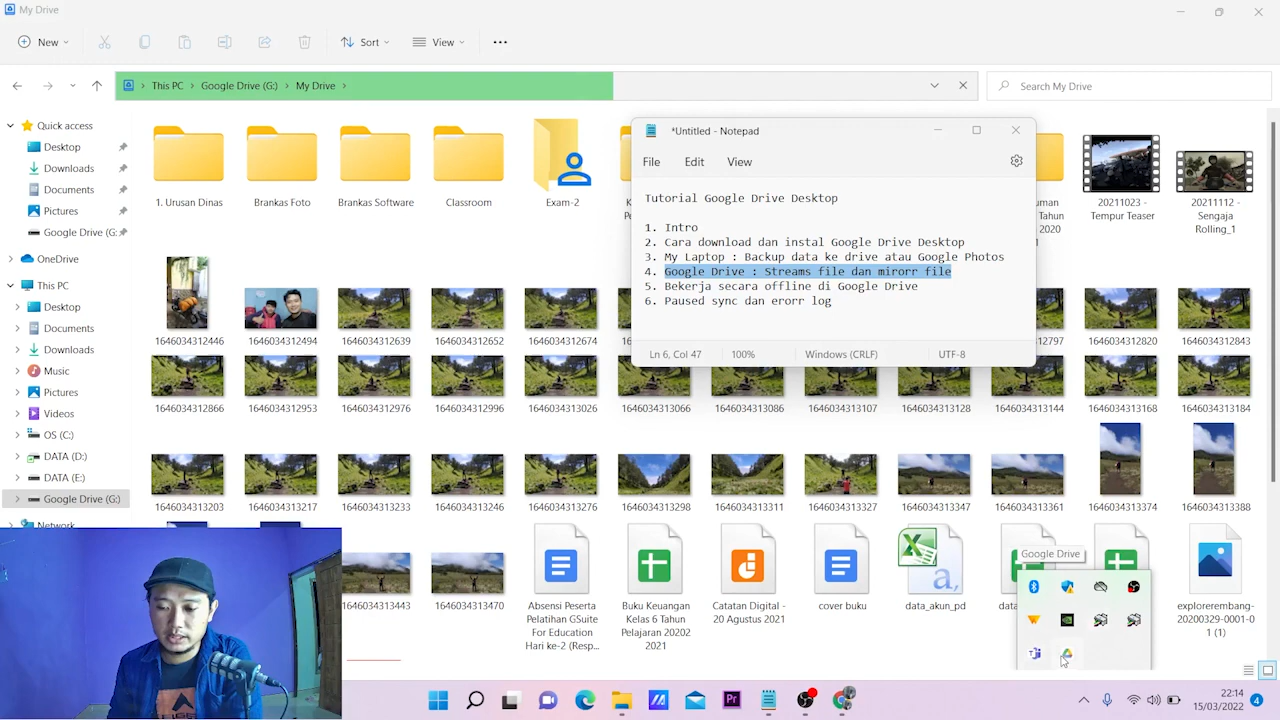 My Drive
New
Sort
View
This PC
Google Drive (G:)
My Drive
Search My Drive
Quick access
Desktop
Downloads
Documents
Pictures
Google Drive (G:
OneDrive
This PC
Desktop
Documents
Downloads
Music
Pictures
Videos
OS (C:)
DATA (D:)
DATA (E:)
Google Drive (G:)
Network
1. Urusan Dinas
Brankas Foto
Brankas Software
Classroom
Exam-2
Tahun
2020
20211023 -
Tempur Teaser
20211112 -
Sengaja
Rolling_1
*Untitled - Notepad
File
Edit
View
Tutorial Google Drive Desktop
1. Intro
2. Cara download dan instal Google Drive Desktop
3. My Laptop : Backup data ke drive atau Google Photos
4. Google Drive : Streams file dan mirorr file
5. Bekerja secara offline di Google Drive
6. Paused sync dan erorr log
Ln 6, Col 47
100%
Windows (CRLF)
UTF-8
1646034312446
1646034312494
1646034312639
1646034312652
1646034312674
1646034312820
1646034312843
1646034312866
1646034312953
1646034312976
1646034312996
1646034313026
1646034313066
1646034313086
1646034313107
1646034313128
1646034313144
1646034313168
1646034313184
1646034313203
1646034313217
1646034313233
1646034313246
1646034313276
1646034313298
1646034313311
1646034313327
1646034313347
1646034313361
1646034313374
1646034313388
1646034313470
Absensi Peserta
Pelatihan GSuite
For Education
Hari ke-2 (Resp...
Buku Keuangan
Kelas 6 Tahun
Pelajaran 20202
2021
Catatan Digital -
20 Agustus 2021
cover buku
data_akun_pd
explorerembang-
20200329-0001-0
1 (1)
Google Drive
Pr
22:14
15/03/2022
4